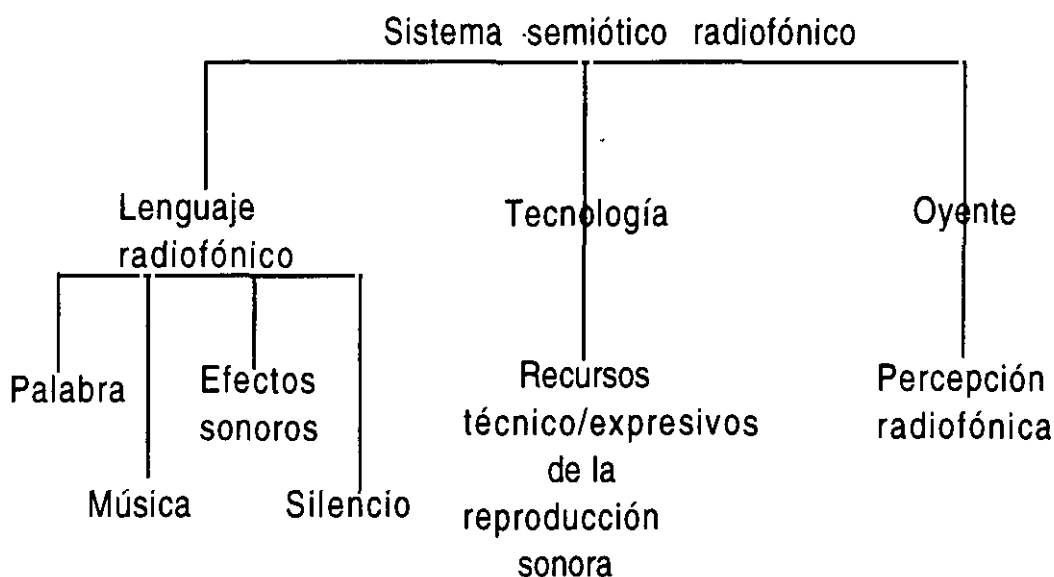 Sistema semiótico radiofónico
Lenguaje
radiofónico
Tecnología
Oyente
Palabra
Música
Efectos
sonoros
Silencio
Recursos
técnico/expresivos
de la
reproducción
sonora
Percepción
radiofónica